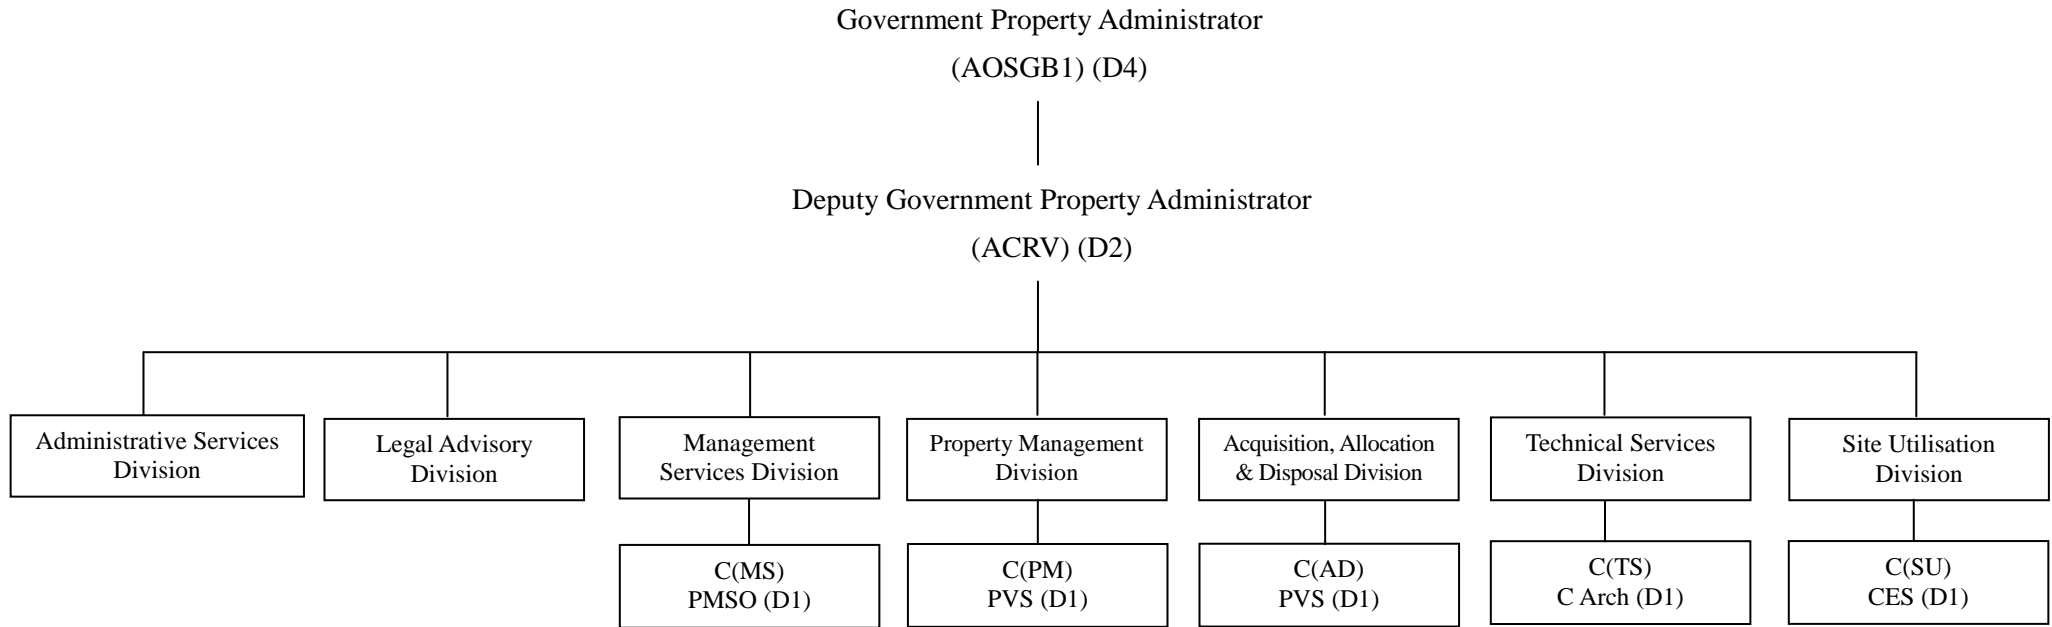 Government Property Administrator
(AOSGB1) (D4)
Deputy Government Property Administrator
(ACRV) (D2)
Administrative Services
Division
Legal Advisory
Division
Management
Services Division
Property Management
Division
Acquisition, Allocation
& Disposal Division
Technical Services
Division
Site Utilisation
Division
C(MS)
PMSO (D1)
C(PM)
PVS (D1)
C(AD)
PVS (D1)
C(TS)
C Arch (D1)
C(SU)
CES (D1)